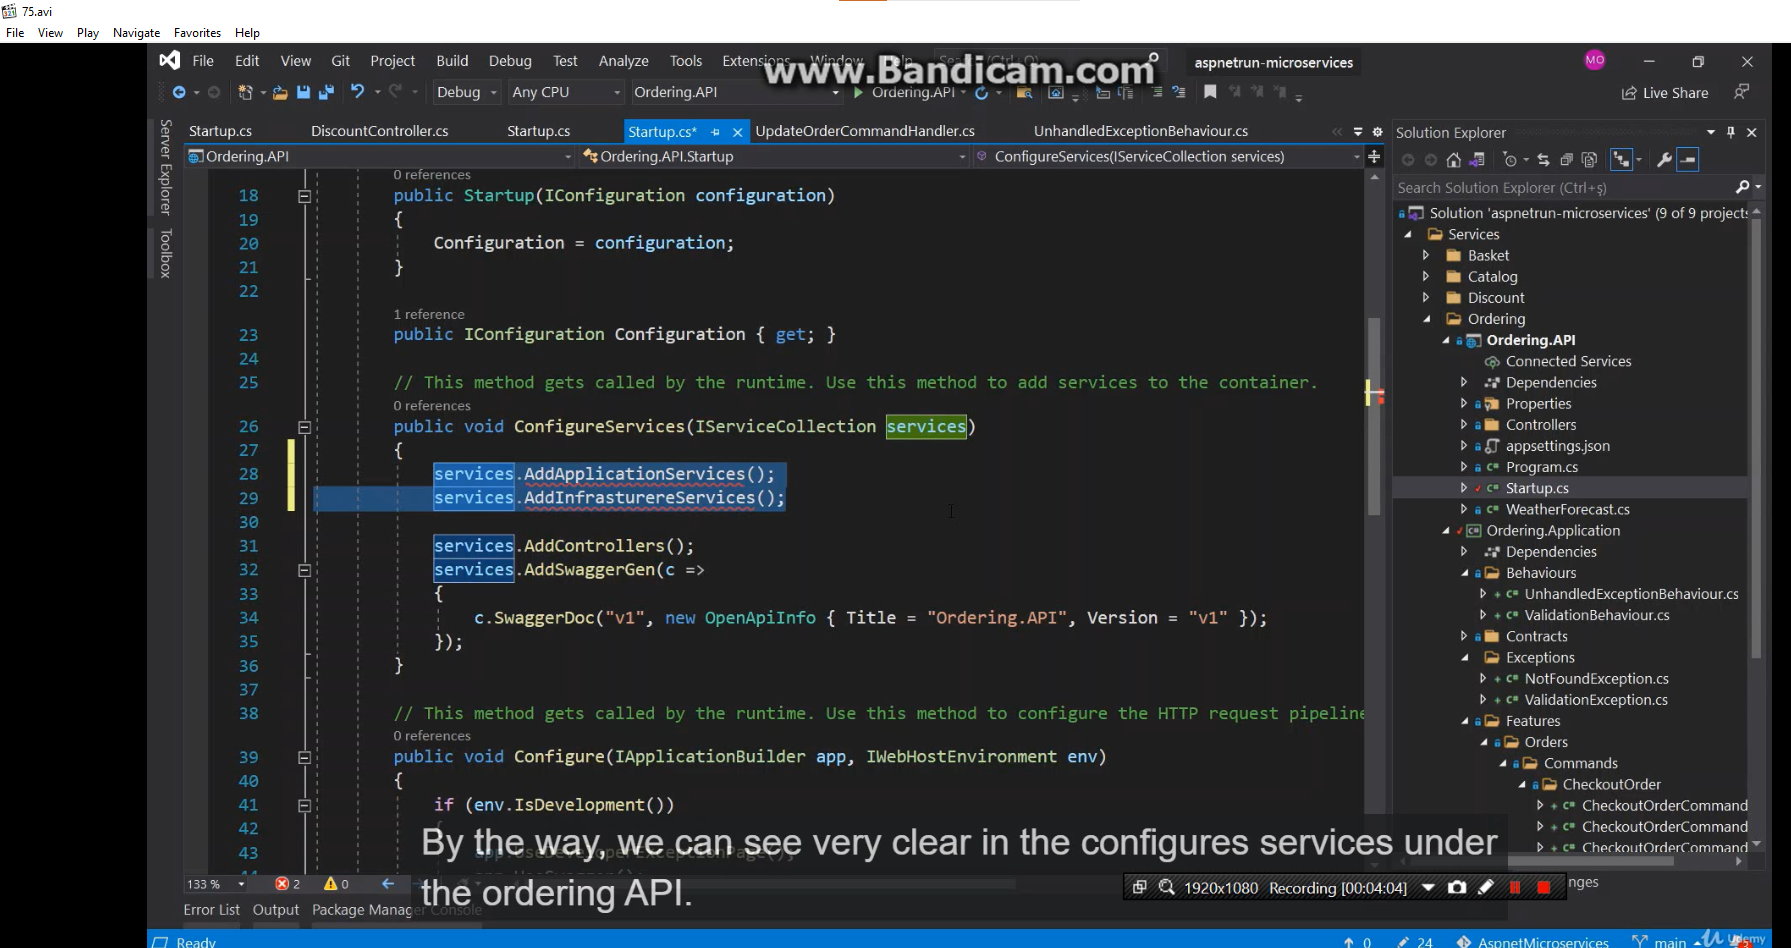 75.avi
File View Play Navigate Favorites Help
File Edit View Git Project Build Debug Test Analyze Tools Extensions Window Help
aspnetrun-microservices
MO
www.Bandicam.com
Debug Any CPU Ordering.API Ordering.API
Live Share
Startup.cs DiscountController.cs Startup.cs Startup.cs* UpdateOrderCommandHandler.cs UnhandledExceptionBehaviour.cs
Ordering.API Ordering.API.Startup ConfigureServices(IServiceCollection services)
Server Explorer
Toolbox
0 references
18 public Startup(IConfiguration configuration)
19 {
20 Configuration = configuration;
21 }
22
1 reference
23 public IConfiguration Configuration { get; }
24
25 // This method gets called by the runtime. Use this method to add services to the container.
0 references
26 public void ConfigureServices(IServiceCollection services)
27 {
28 services.AddApplicationServices();
29 services.AddInfrasturereServices();
30
31 services.AddControllers();
32 services.AddSwaggerGen(c =>
33 {
34 c.SwaggerDoc("v1", new OpenApiInfo { Title = "Ordering.API", Version = "v1" });
35 });
36 }
37
38 // This method gets called by the runtime. Use this method to configure the HTTP request pipeline
0 references
39 public void Configure(IApplicationBuilder app, IWebHostEnvironment env)
40 {
41 if (env.IsDevelopment())
42 {
43 app.UseDeveloperExceptionPage();
By the way, we can see very clear in the configures services under
the ordering API.
133 % 2 0
1920x1080 Recording [00:04:04]
Error List Output Package Manager Console
Ready
0 24 AspnetMicroservices main 2
Udemy
Solution Explorer
Search Solution Explorer (Ctrl+ş)
Solution 'aspnetrun-microservices' (9 of 9 projects
Services
Basket
Catalog
Discount
Ordering
Ordering.API
Connected Services
Dependencies
Properties
Controllers
appsettings.json
Program.cs
Startup.cs
WeatherForecast.cs
Ordering.Application
Dependencies
Behaviours
UnhandledExceptionBehaviour.cs
ValidationBehaviour.cs
Contracts
Exceptions
NotFoundException.cs
ValidationException.cs
Features
Orders
Commands
CheckoutOrder
CheckoutOrderCommand
CheckoutOrderCommand
CheckoutOrderCommand
nges